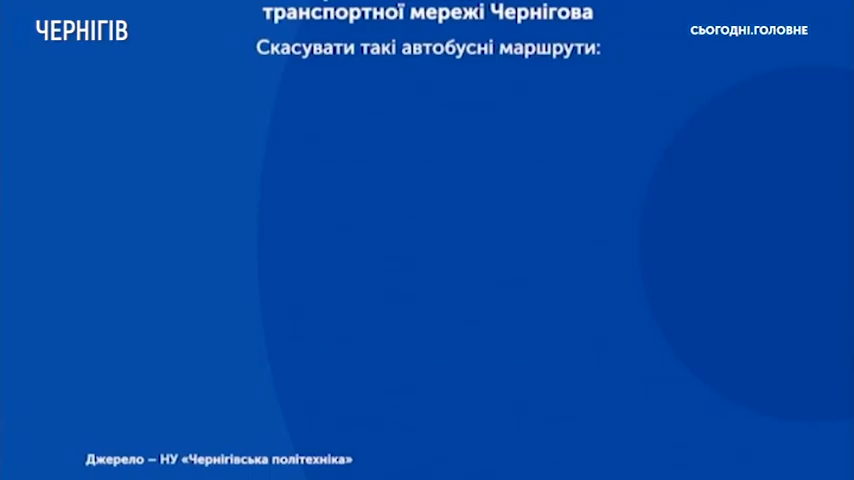 ЧЕРНІГІВ
транспортної мережі Чернігова
СЬОГОДНІ.ГОЛОВНЕ
Скасувати такі автобусні маршрути:
Джерело – НУ «Чернігівська політехніка»